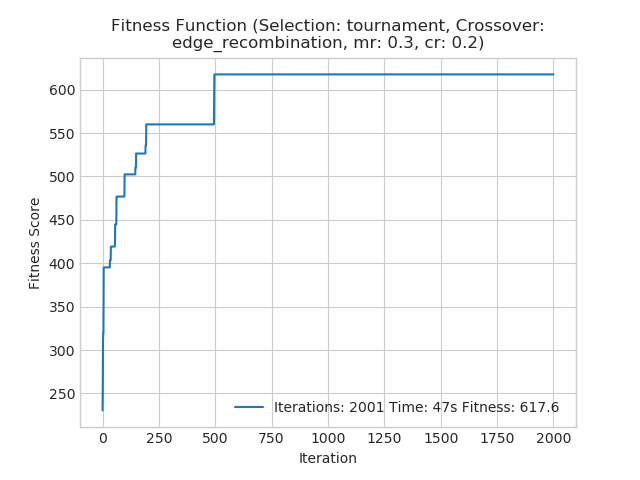 Fitness Function (Selection: tournament, Crossover:
edge_recombination, mr: 0.3, cr: 0.2)
600
550
500
450
400
350
300
250
Fitness Score
Iterations: 2001 Time: 47s Fitness: 617.6
0 250 500 750 1000 1250 1500 1750 2000
Iteration